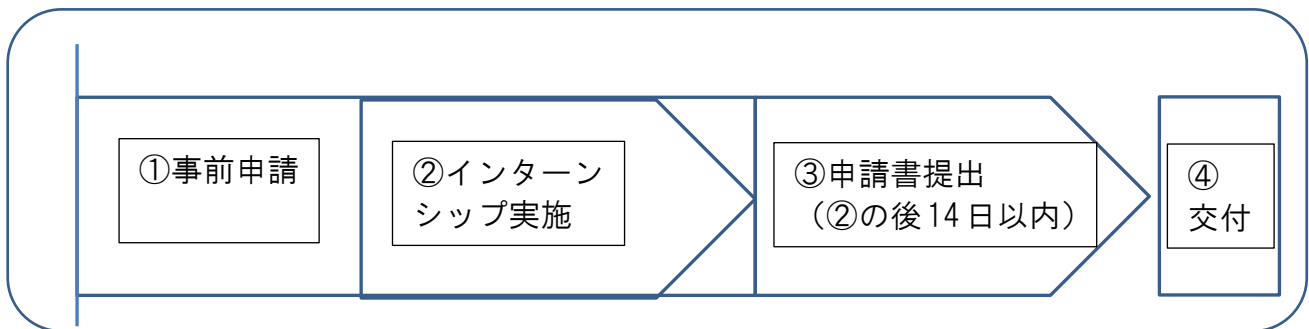 ①事前申請
②インターン
シップ実施
③申請書提出
（②の後14日以内）
④
交付